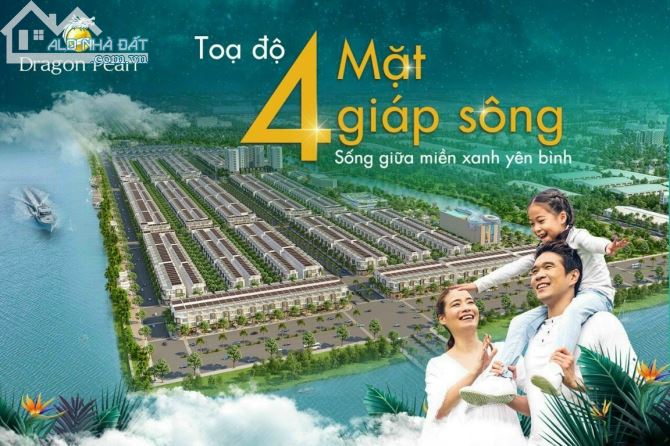 ALO NHÀ ĐẤT
.com.vn
Dragon Pearl
Toạ độ
4 Mặt
giáp sông
Sống giữa miền xanh yên bình